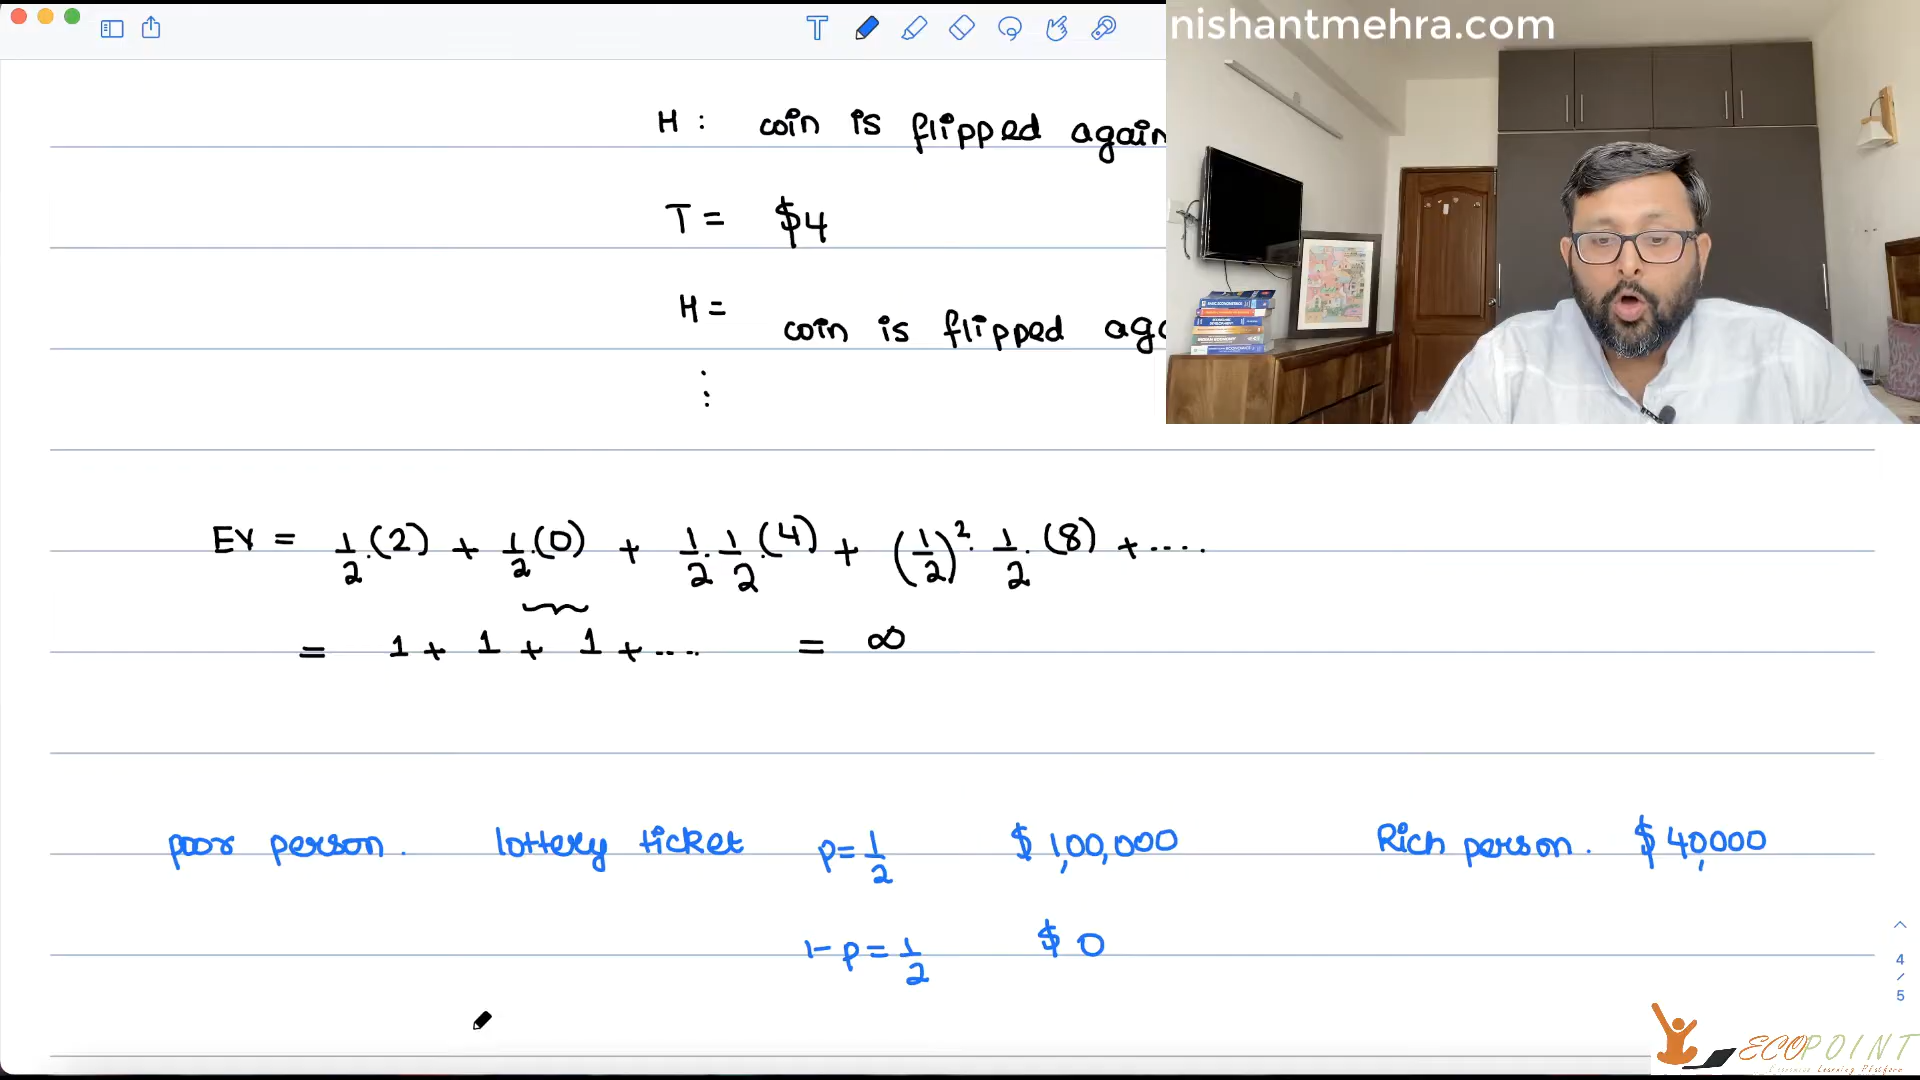 nishantmehra.com
H : coin is flipped again
T = $4
H = coin is flipped aga
:
EV = 1/2.(2) + 1/2.(0) + 1/2.1/2.(4) + (1/2)².1/2.(8) + ....
= 1 + 1 + 1 + .... = ∞
poor person. lottery ticket p=1/2 $ 1,00,000 Rich person. $ 40,000
1-p=1/2 $ 0
4
/
5
ECOPOINT